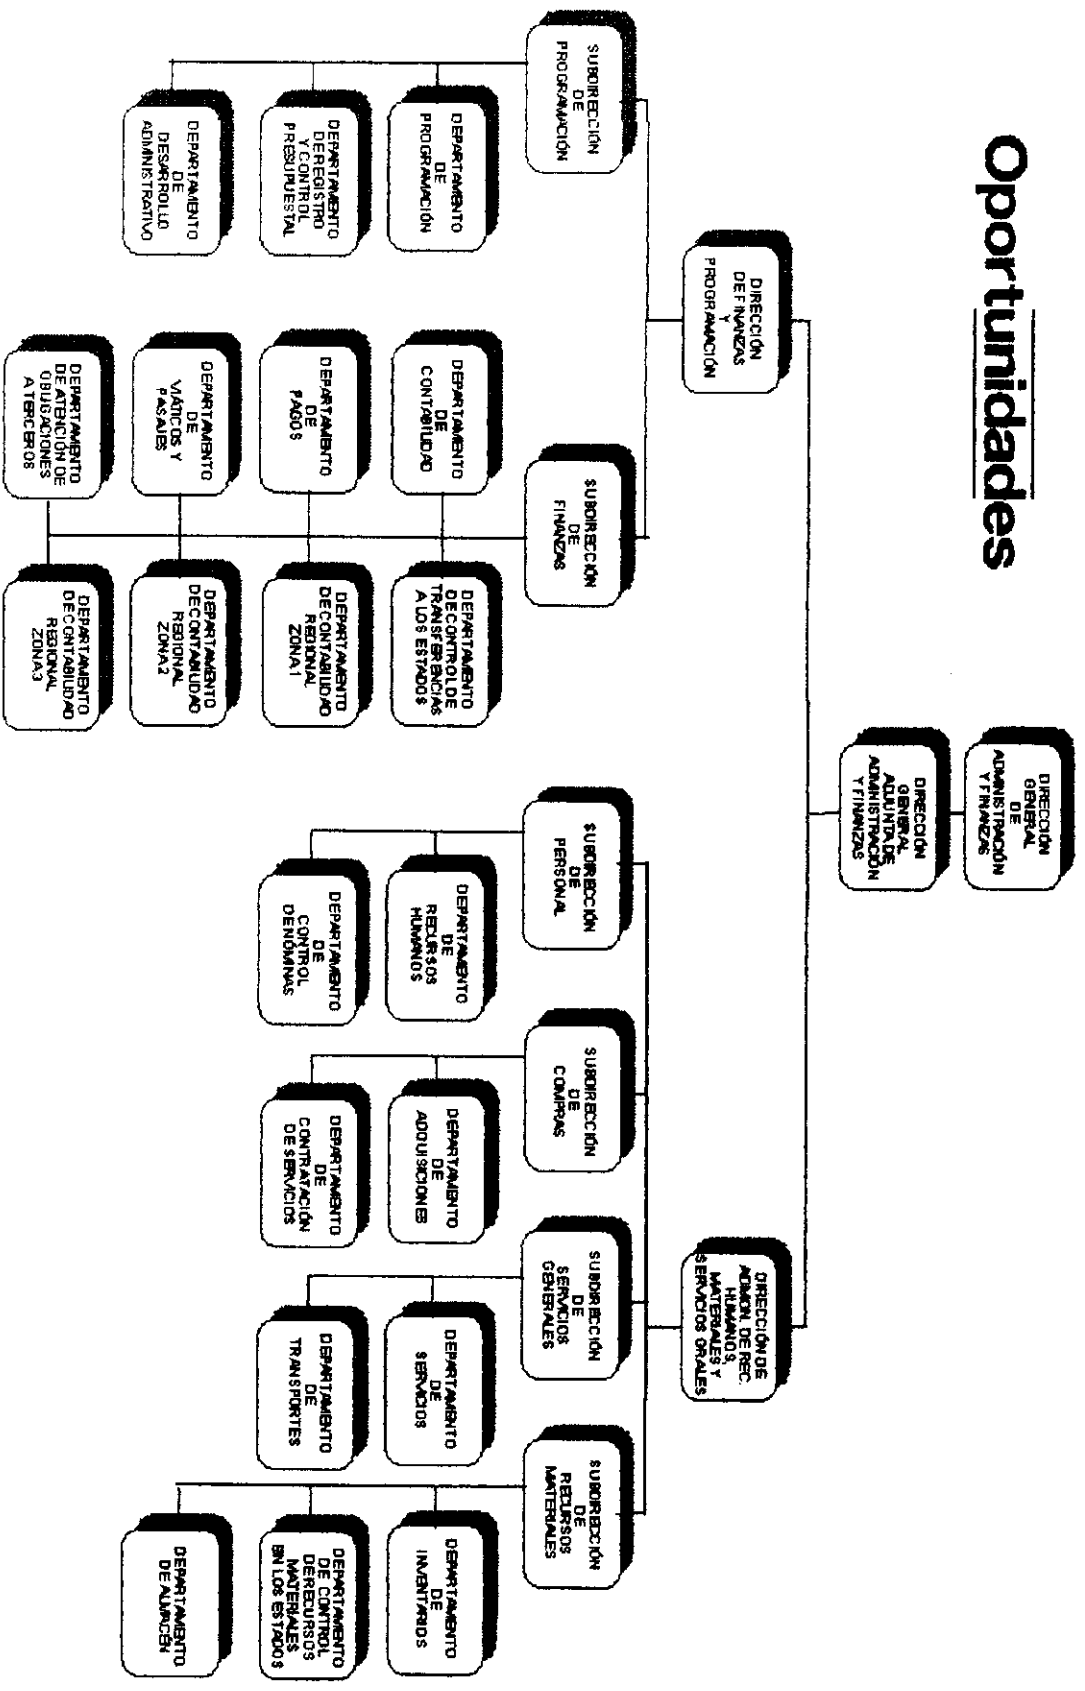 Oportunidades
DIRECCIÓN
GENERAL
DE
ADMINISTRACIÓN
Y FINANZAS
DIRECCIÓN
GENERAL
ADJUNTA DE
ADMINISTRACIÓN
Y FINANZAS
DIRECCIÓN
DE FINANZAS
Y
PROGRAMACIÓN
DIRECCIÓN DE
ADMON. DE REC.
HUMANOS,
MATERIALES Y
SERVICIOS GRALES
SUBDIRECCIÓN
DE
PROGRAMACIÓN
SUBDIRECCIÓN
DE
FINANZAS
SUBDIRECCIÓN
DE
PERSONAL
SUBDIRECCIÓN
DE
COMPRAS
SUBDIRECCIÓN
DE
SERVICIOS
GENERALES
SUBDIRECCIÓN
DE
RECURSOS
MATERIALES
DEPARTAMENTO
DE
PROGRAMACIÓN
DEPARTAMENTO
DE
CONTABILIDAD
DEPARTAMENTO
DE CONTROL DE
TRANSFERENCIAS
A LOS ESTADOS
DEPARTAMENTO
DE
RECURSOS
HUMANOS
DEPARTAMENTO
DE
ADQUISICIONES
DEPARTAMENTO
DE
SERVICIOS
DEPARTAMENTO
DE
INVENTARIOS
DEPARTAMENTO
DE REGISTRO
Y CONTROL
PRESUPUESTAL
DEPARTAMENTO
DE
PAGOS
DEPARTAMENTO
DE CONTABILIDAD
REGIONAL
ZONA 1
DEPARTAMENTO
DE
CONTROL
DE NÓMINAS
DEPARTAMENTO
DE
CONTRATACIÓN
DE SERVICIOS
DEPARTAMENTO
DE
TRANSPORTES
DEPARTAMENTO
DE CONTROL
DE RECURSOS
MATERIALES
EN LOS ESTADOS
DEPARTAMENTO
DE
DESARROLLO
ADMINISTRATIVO
DEPARTAMENTO
DE
VIÁTICOS Y
PASAJES
DEPARTAMENTO
DE CONTABILIDAD
REGIONAL
ZONA 2
DEPARTAMENTO
DE ALMACÉN
DEPARTAMENTO
DE ATENCIÓN DE
OBLIGACIONES
A TERCEROS
DEPARTAMENTO
DE CONTABILIDAD
REGIONAL
ZONA 3